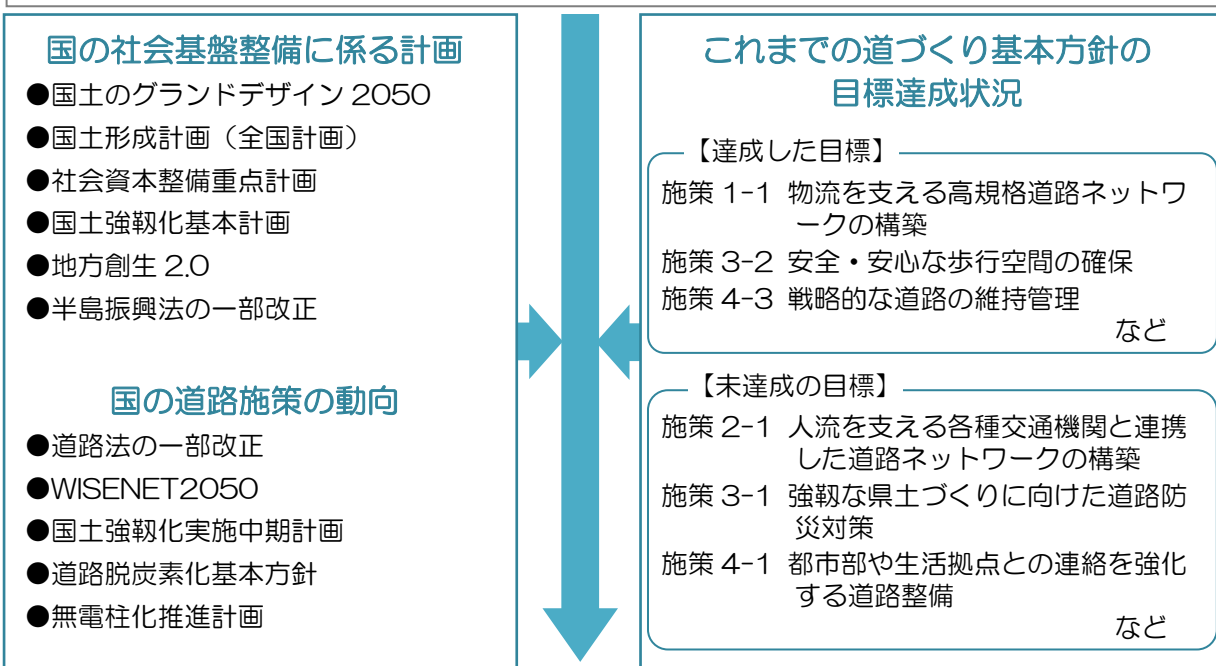 国の社会基盤整備に係る計画
●国土のグランドデザイン 2050
●国土形成計画（全国計画）
●社会資本整備重点計画
●国土強靱化基本計画
●地方創生 2.0
●半島振興法の一部改正
国の道路施策の動向
●道路法の一部改正
●WISENET2050
●国土強靱化実施中期計画
●道路脱炭素化基本方針
●無電柱化推進計画
これまでの道づくり基本方針の
目標達成状況
【達成した目標】
施策 1-1 物流を支える高規格道路ネットワ
ークの構築
施策 3-2 安全・安心な歩行空間の確保
施策 4-3 戦略的な道路の維持管理
など
【未達成の目標】
施策 2-1 人流を支える各種交通機関と連携
した道路ネットワークの構築
施策 3-1 強靱な県土づくりに向けた道路防
災対策
施策 4-1 都市部や生活拠点との連絡を強化
する道路整備
など